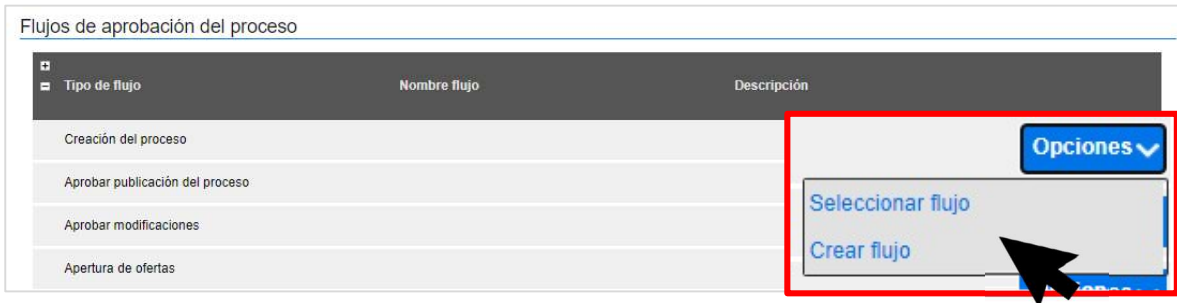 Flujos de aprobación del proceso
Tipo de flujo Nombre flujo Descripción
Creación del proceso
Opciones
Aprobar publicación del proceso
Seleccionar flujo
Aprobar modificaciones
Crear flujo
Apertura de ofertas